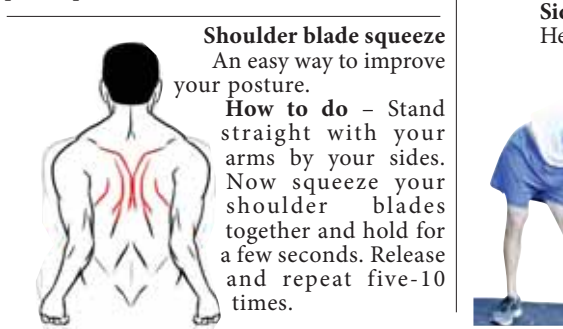 Shoulder blade squeeze
An easy way to improve
your posture.
How to do – Stand
straight with your
arms by your sides.
Now squeeze your
shoulder blades
together and hold for
a few seconds. Release
and repeat five-10
times.